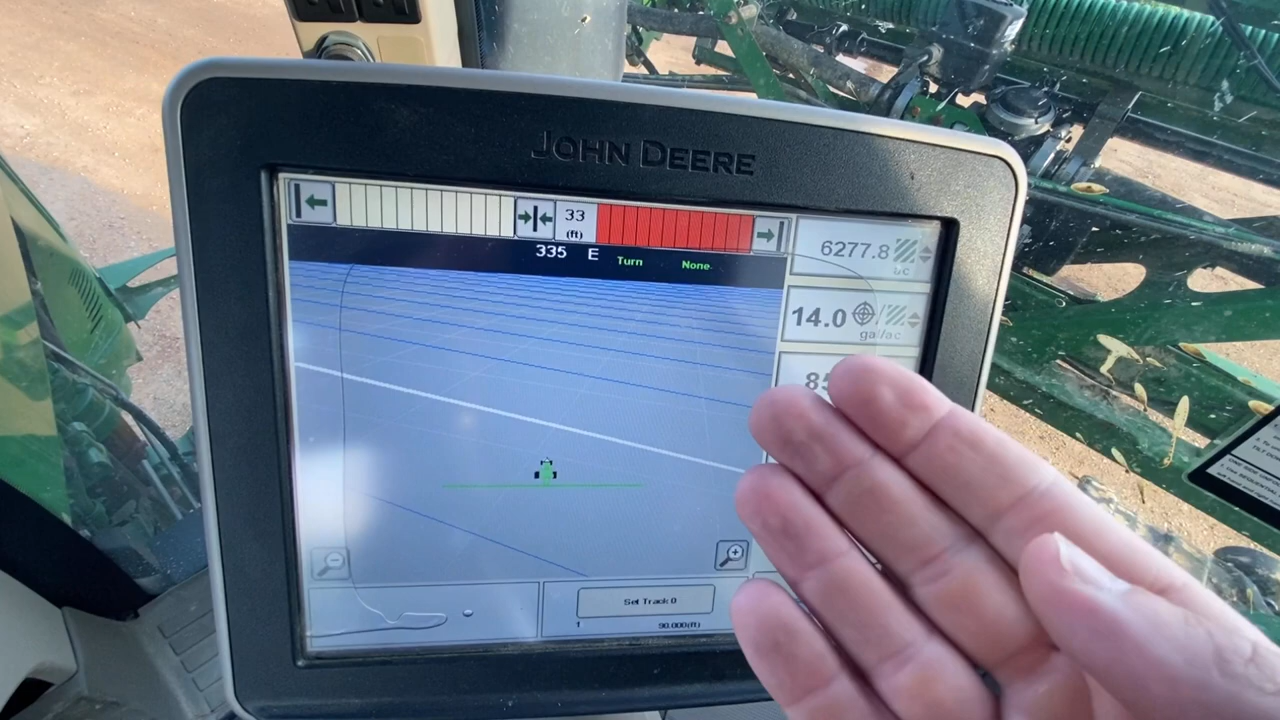 JOHN DEERE
33
(ft)
335 E Turn None
6277.8
ac
14.0
gal/ac
Set Track 0
1 90.000(ft)